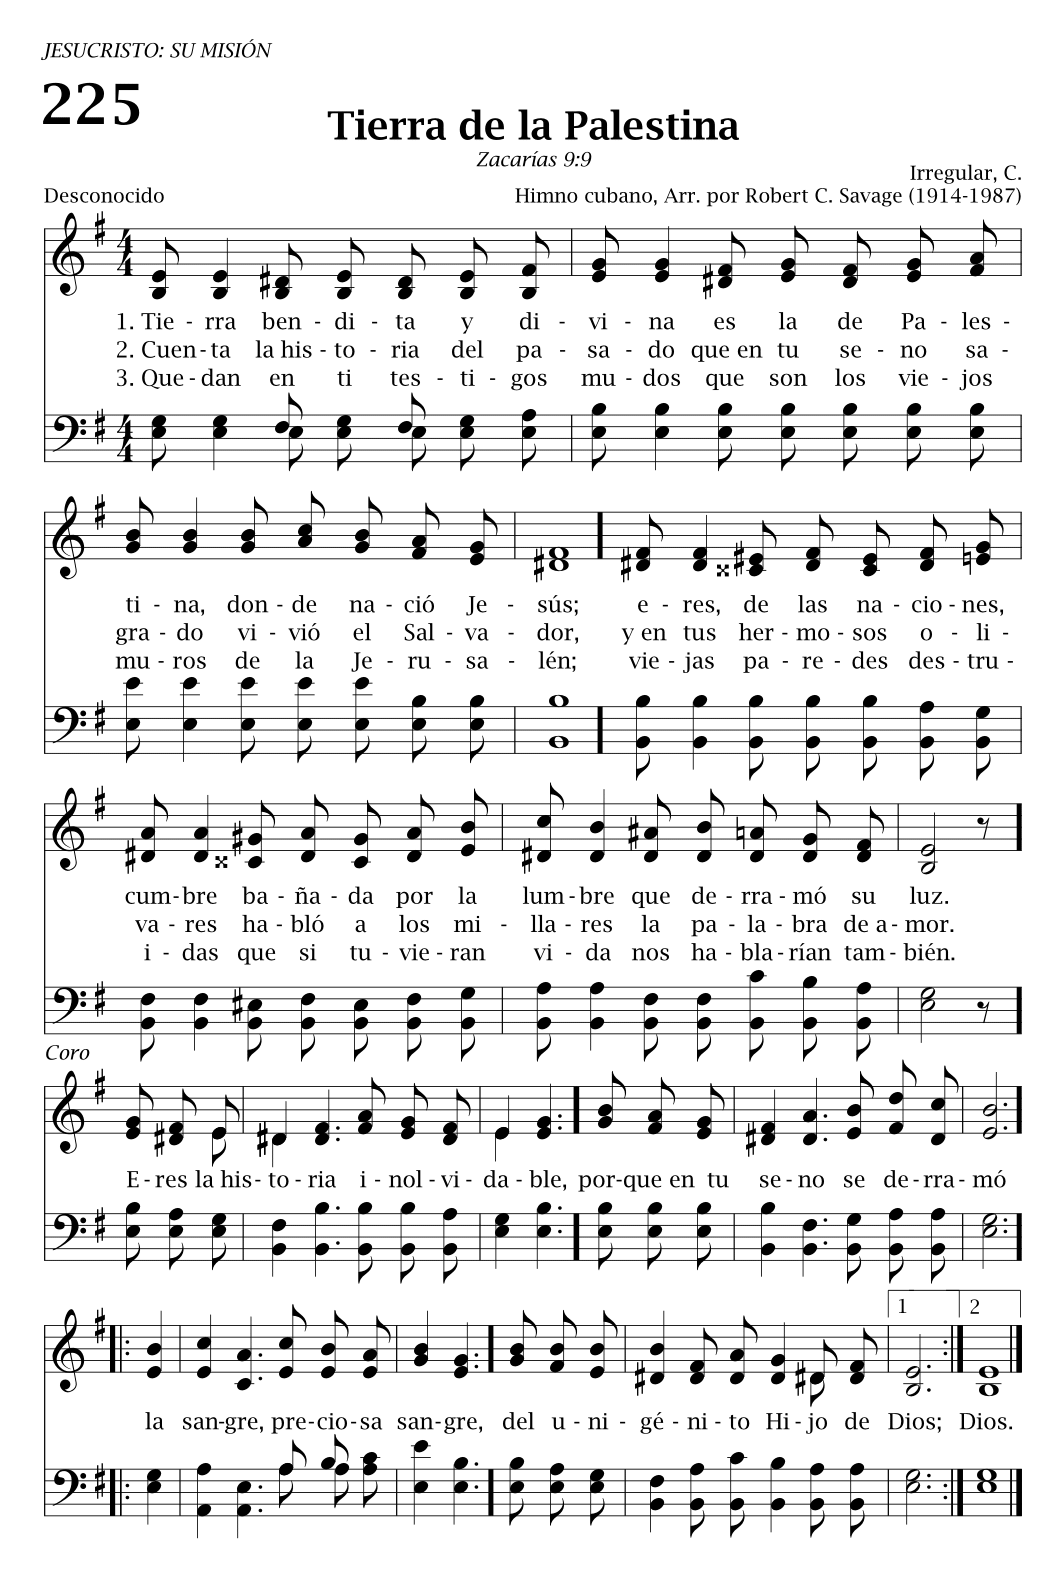 JESUCRISTO: SU MISIÓN
225
Tierra de la Palestina
Zacarías 9:9
Irregular, C.
Desconocido Himno cubano, Arr. por Robert C. Savage (1914-1987)
1. Tie - rra ben - di - ta y di - vi - na es la de Pa - les -
2. Cuen - ta la his - to - ria del pa - sa - do que en tu se - no sa -
3. Que - dan en ti tes - ti - gos mu - dos que son los vie - jos
ti - na, don - de na - ció Je - sús; e - res, de las na - cio - nes,
gra - do vi - vió el Sal - va - dor, y en tus her - mo - sos o - li -
mu - ros de la Je - ru - sa - lén; vie - jas pa - re - des des - tru -
cum - bre ba - ña - da por la lum - bre que de - rra - mó su luz.
va - res ha - bló a los mi - lla - res la pa - la - bra de a - mor.
i - das que si tu - vie - ran vi - da nos ha - bla - rían tam - bién.
Coro
E - res la his - to - ria i - nol - vi - da - ble, por - que en tu se - no se de - rra - mó
1 2
la san - gre, pre - cio - sa san - gre, del u - ni - gé - ni - to Hi - jo de Dios; Dios.